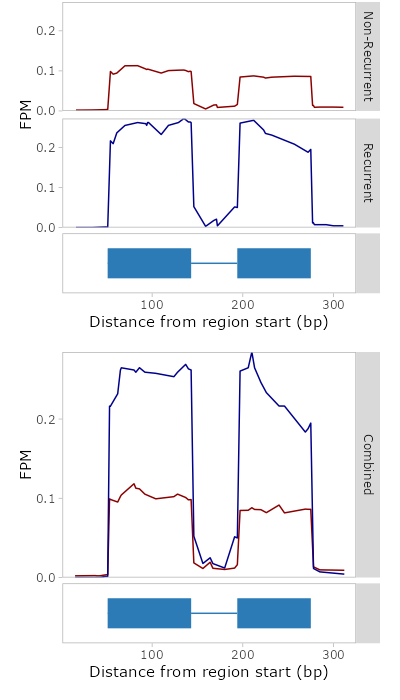 0.2
0.1
0.0
Non-Recurrent
FPM
0.2
0.1
0.0
Recurrent
100
200
300
Distance from region start (bp)
0.2
0.1
0.0
FPM
Combined
100
200
300
Distance from region start (bp)